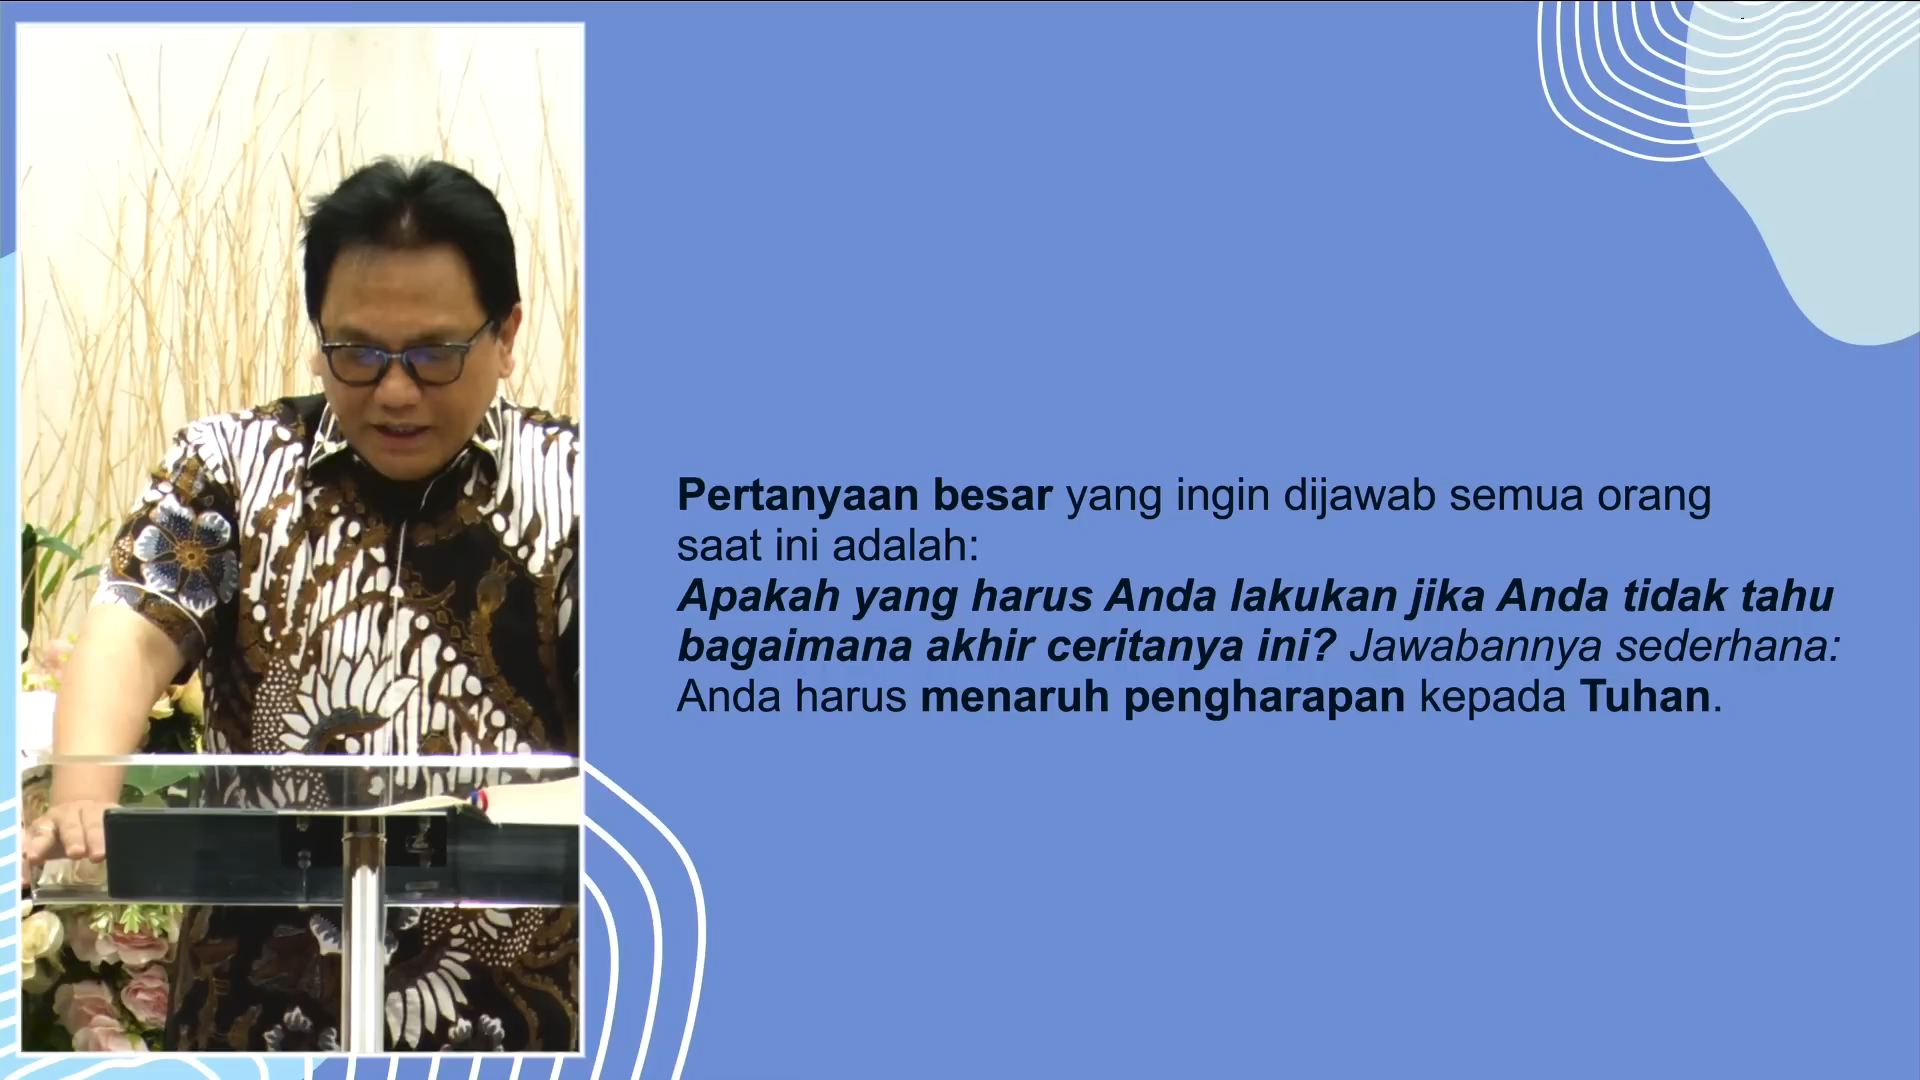 Pertanyaan besar yang ingin dijawab semua orang
saat ini adalah:
Apakah yang harus Anda lakukan jika Anda tidak tahu
bagaimana akhir ceritanya ini? Jawabannya sederhana:
Anda harus menaruh pengharapan kepada Tuhan.